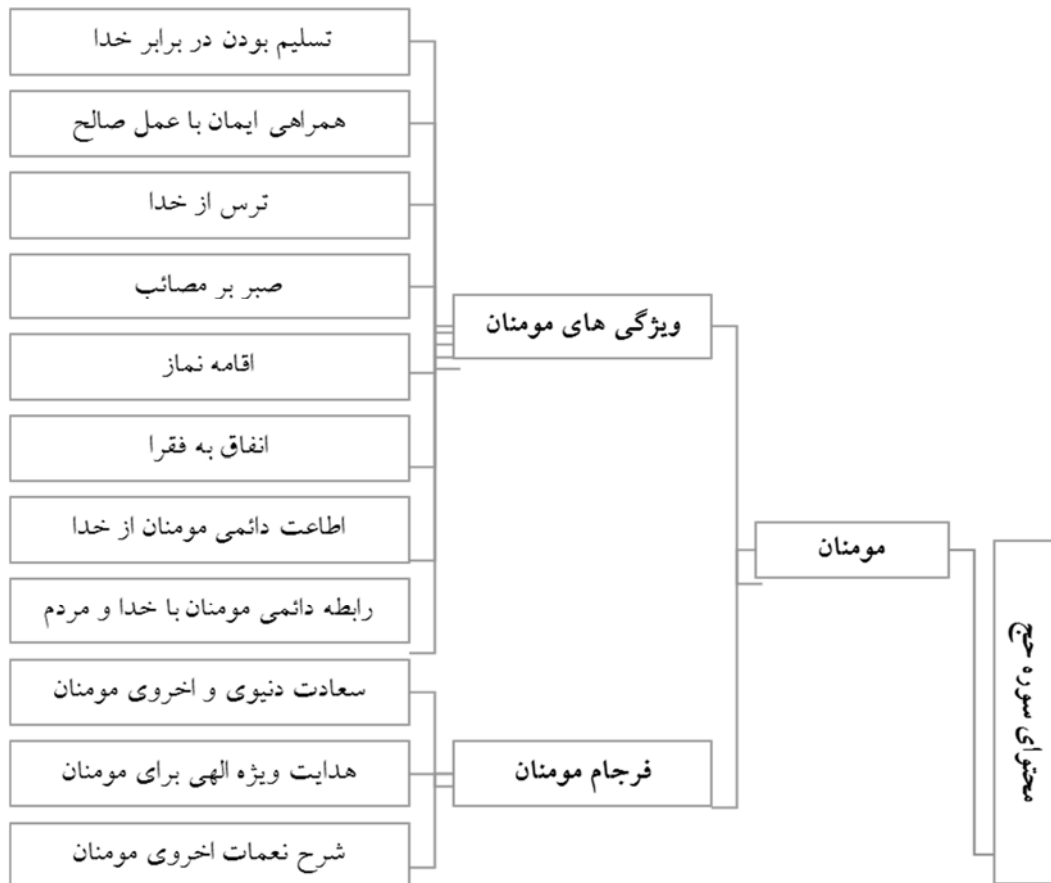 محتوای سوره حج
مومنان
ویژگی های مومنان
تسلیم بودن در برابر خدا
همراهی ایمان با عمل صالح
ترس از خدا
صبر بر مصائب
اقامه نماز
انفاق به فقرا
اطاعت دائمی مومنان از خدا
رابطه دائمی مومنان با خدا و مردم
فرجام مومنان
سعادت دنیوی و اخروی مومنان
هدایت ویژه الهی برای مومنان
شرح نعمات اخروی مومنان